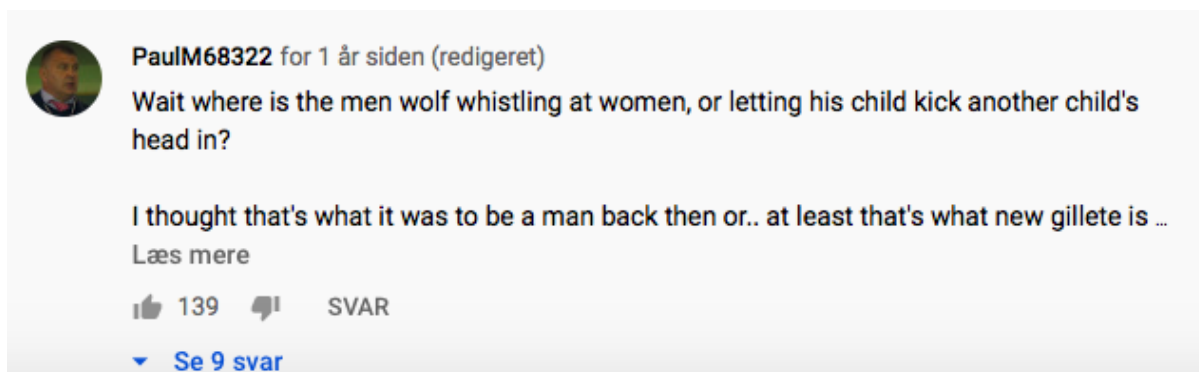 PaulM68322 for 1 år siden (redigeret)
Wait where is the men wolf whistling at women, or letting his child kick another child's
head in?
I thought that's what it was to be a man back then or.. at least that's what new gillete is ...
Læs mere
139 SVAR
Se 9 svar